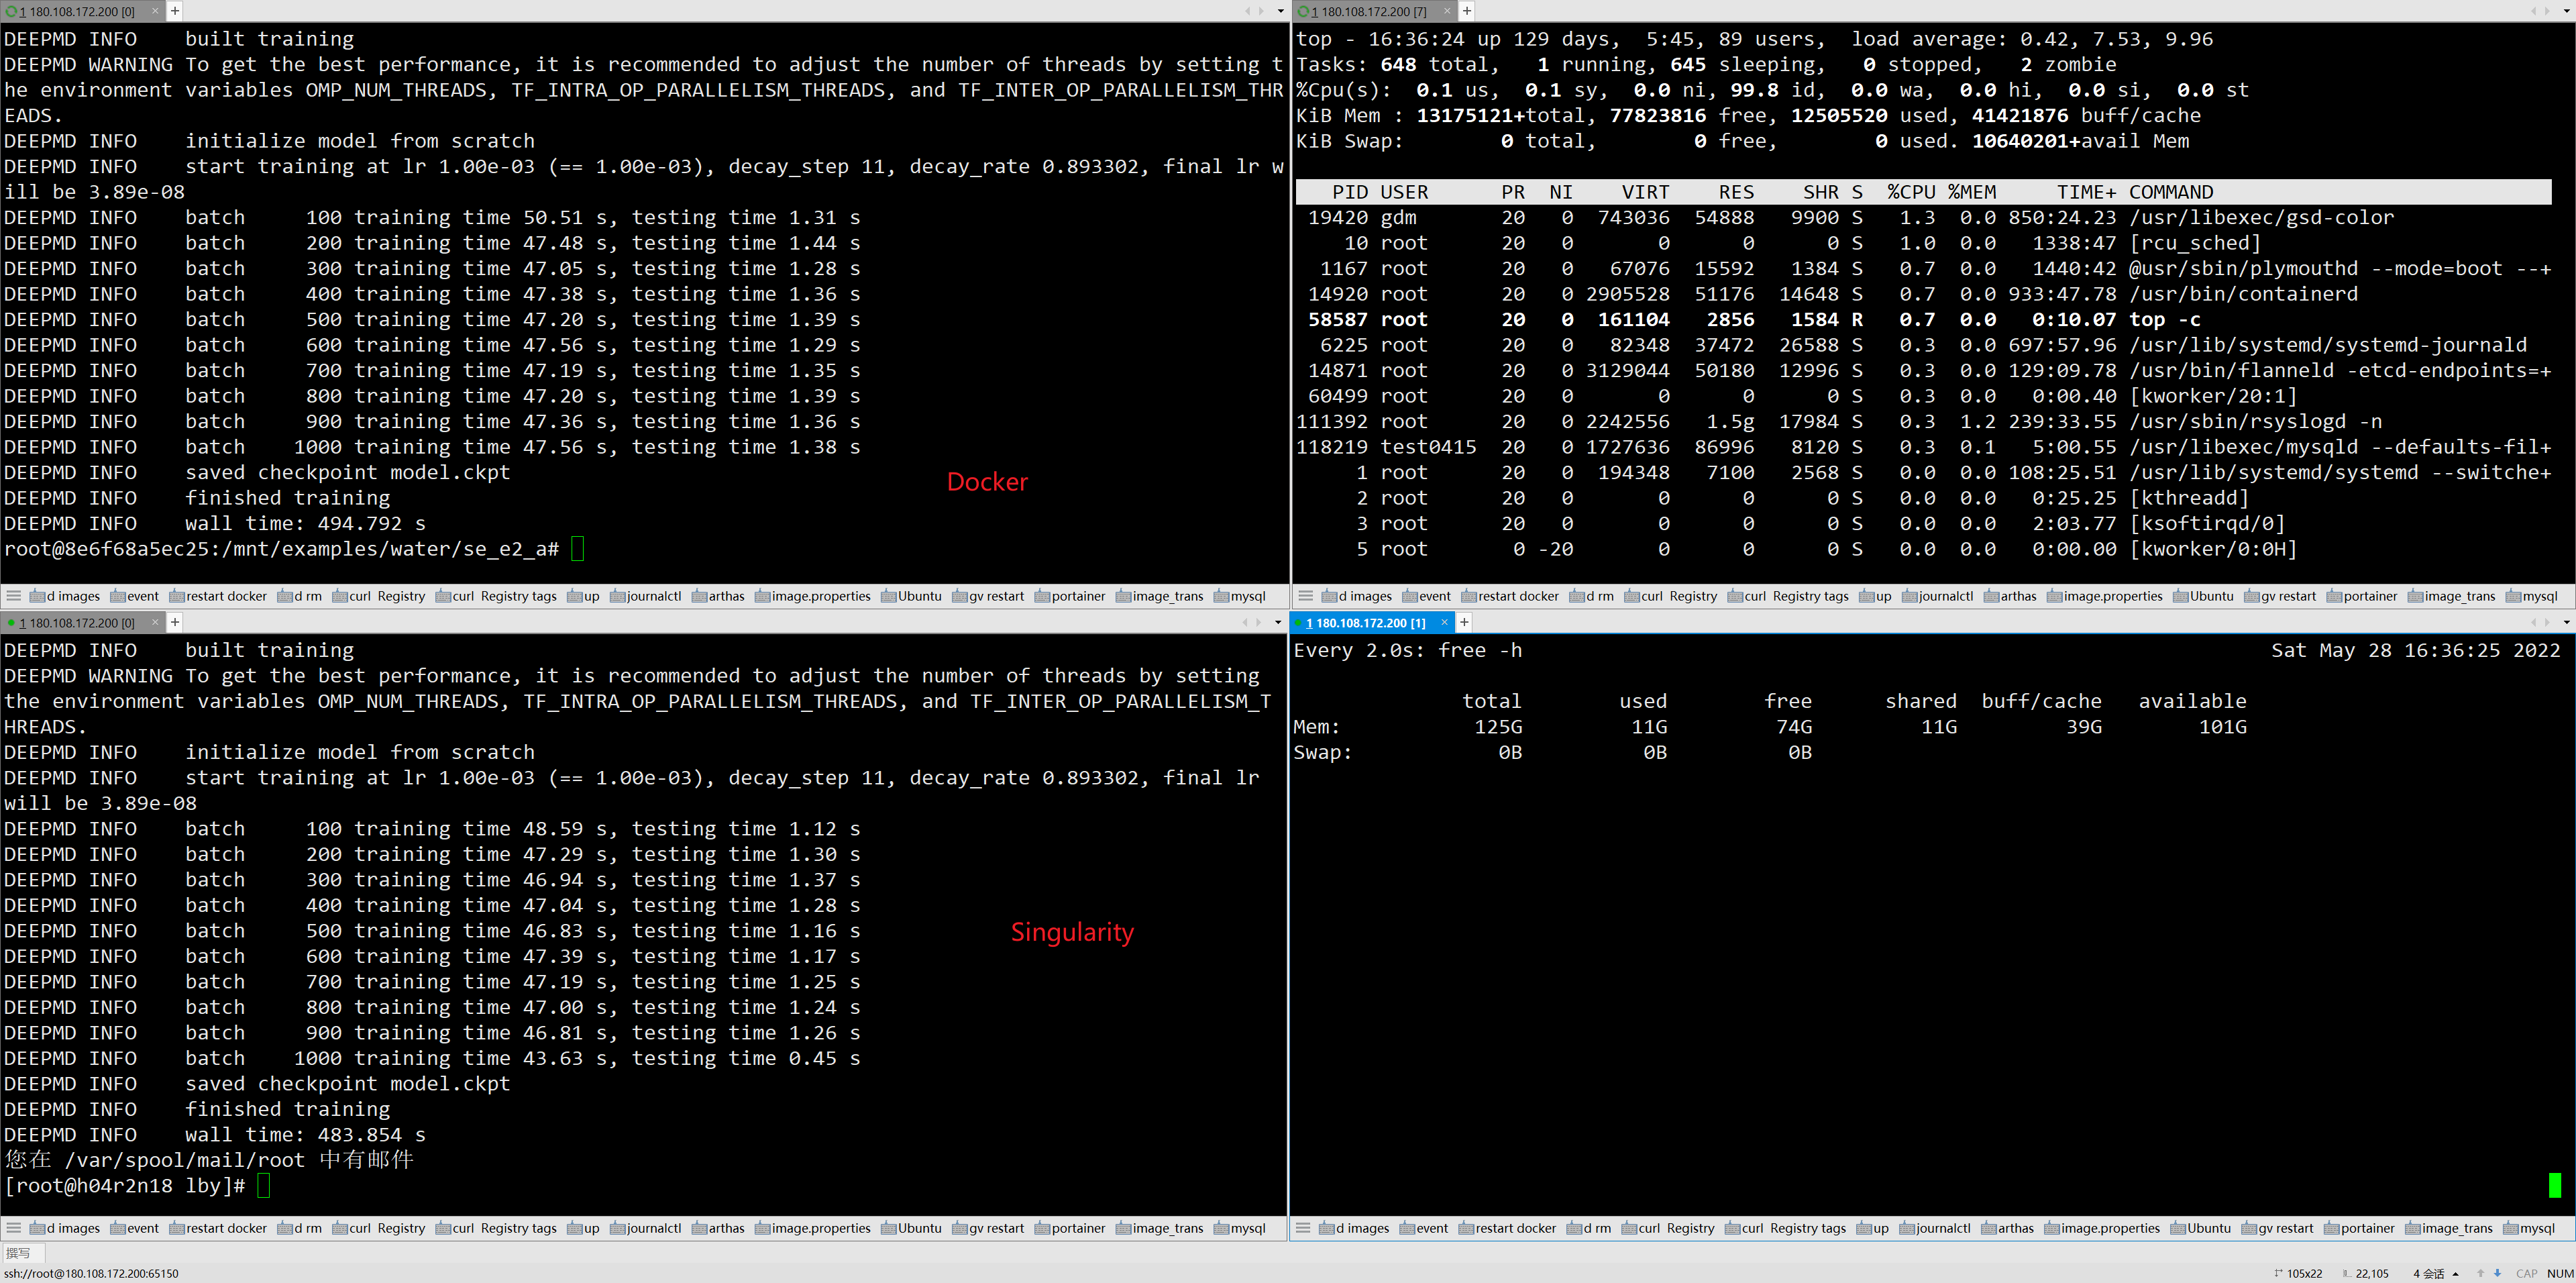 1 180.108.172.200 [0] × +
DEEPMD INFO    built training
DEEPMD WARNING To get the best performance, it is recommended to adjust the number of threads by setting t
he environment variables OMP_NUM_THREADS, TF_INTRA_OP_PARALLELISM_THREADS, and TF_INTER_OP_PARALLELISM_THR
EADS.
DEEPMD INFO    initialize model from scratch
DEEPMD INFO    start training at lr 1.00e-03 (== 1.00e-03), decay_step 11, decay_rate 0.893302, final lr w
ill be 3.89e-08
DEEPMD INFO    batch     100 training time 50.51 s, testing time 1.31 s
DEEPMD INFO    batch     200 training time 47.48 s, testing time 1.44 s
DEEPMD INFO    batch     300 training time 47.05 s, testing time 1.28 s
DEEPMD INFO    batch     400 training time 47.38 s, testing time 1.36 s
DEEPMD INFO    batch     500 training time 47.20 s, testing time 1.39 s
DEEPMD INFO    batch     600 training time 47.56 s, testing time 1.29 s
DEEPMD INFO    batch     700 training time 47.19 s, testing time 1.35 s
DEEPMD INFO    batch     800 training time 47.20 s, testing time 1.39 s
DEEPMD INFO    batch     900 training time 47.36 s, testing time 1.36 s
DEEPMD INFO    batch    1000 training time 47.56 s, testing time 1.38 s
DEEPMD INFO    saved checkpoint model.ckpt
Docker
DEEPMD INFO    finished training
DEEPMD INFO    wall time: 494.792 s
root@8e6f68a5ec25:/mnt/examples/water/se_e2_a#
d images event restart docker d rm curl Registry curl Registry tags up journalctl arthas image.properties Ubuntu gv restart portainer image_trans mysql
1 180.108.172.200 [7] × +
top - 16:36:24 up 129 days,  5:45, 89 users,  load average: 0.42, 7.53, 9.96
Tasks: 648 total,   1 running, 645 sleeping,   0 stopped,   2 zombie
%Cpu(s):  0.1 us,  0.1 sy,  0.0 ni, 99.8 id,  0.0 wa,  0.0 hi,  0.0 si,  0.0 st
KiB Mem : 13175121+total, 77823816 free, 12505520 used, 41421876 buff/cache
KiB Swap:        0 total,        0 free,        0 used. 10640201+avail Mem
PID USER      PR  NI    VIRT    RES    SHR S  %CPU %MEM     TIME+ COMMAND
19420 gdm       20   0  743036  54888   9900 S   1.3  0.0 850:24.23 /usr/libexec/gsd-color
10 root      20   0       0      0      0 S   1.0  0.0   1338:47 [rcu_sched]
1167 root      20   0   67076  15592   1384 S   0.7  0.0   1440:42 @usr/sbin/plymouthd --mode=boot --+
14920 root      20   0 2905528  51176  14648 S   0.7  0.0 933:47.78 /usr/bin/containerd
58587 root      20   0  161104   2856   1584 R   0.7  0.0   0:10.07 top -c
6225 root      20   0   82348  37472  26588 S   0.3  0.0 697:57.96 /usr/lib/systemd/systemd-journald
14871 root      20   0 3129044  50180  12996 S   0.3  0.0 129:09.78 /usr/bin/flanneld -etcd-endpoints=+
60499 root      20   0       0      0      0 S   0.3  0.0   0:00.40 [kworker/20:1]
111392 root      20   0 2242556   1.5g  17984 S   0.3  1.2 239:33.55 /usr/sbin/rsyslogd -n
118219 test0415  20   0 1727636  86996   8120 S   0.3  0.1   5:00.55 /usr/libexec/mysqld --defaults-fil+
1 root      20   0  194348   7100   2568 S   0.0  0.0 108:25.51 /usr/lib/systemd/systemd --switche+
2 root      20   0       0      0      0 S   0.0  0.0   0:25.25 [kthreadd]
3 root      20   0       0      0      0 S   0.0  0.0   2:03.77 [ksoftirqd/0]
5 root       0 -20       0      0      0 S   0.0  0.0   0:00.00 [kworker/0:0H]
d images event restart docker d rm curl Registry curl Registry tags up journalctl arthas image.properties Ubuntu gv restart portainer image_trans mysql
1 180.108.172.200 [0] × +
DEEPMD INFO    built training
DEEPMD WARNING To get the best performance, it is recommended to adjust the number of threads by setting
the environment variables OMP_NUM_THREADS, TF_INTRA_OP_PARALLELISM_THREADS, and TF_INTER_OP_PARALLELISM_T
HREADS.
DEEPMD INFO    initialize model from scratch
DEEPMD INFO    start training at lr 1.00e-03 (== 1.00e-03), decay_step 11, decay_rate 0.893302, final lr
will be 3.89e-08
DEEPMD INFO    batch     100 training time 48.59 s, testing time 1.12 s
DEEPMD INFO    batch     200 training time 47.29 s, testing time 1.30 s
DEEPMD INFO    batch     300 training time 46.94 s, testing time 1.37 s
DEEPMD INFO    batch     400 training time 47.04 s, testing time 1.28 s
DEEPMD INFO    batch     500 training time 46.83 s, testing time 1.16 s
Singularity
DEEPMD INFO    batch     600 training time 47.39 s, testing time 1.17 s
DEEPMD INFO    batch     700 training time 47.19 s, testing time 1.25 s
DEEPMD INFO    batch     800 training time 47.00 s, testing time 1.24 s
DEEPMD INFO    batch     900 training time 46.81 s, testing time 1.26 s
DEEPMD INFO    batch    1000 training time 43.63 s, testing time 0.45 s
DEEPMD INFO    saved checkpoint model.ckpt
DEEPMD INFO    finished training
DEEPMD INFO    wall time: 483.854 s
您在 /var/spool/mail/root 中有邮件
[root@h04r2n18 lby]#
d images event restart docker d rm curl Registry curl Registry tags up journalctl arthas image.properties Ubuntu gv restart portainer image_trans mysql
1 180.108.172.200 [1] × +
Every 2.0s: free -h    Sat May 28 16:36:25 2022
total        used        free      shared  buff/cache   available
Mem:           125G         11G         74G         11G         39G        101G
Swap:            0B          0B          0B
d images event restart docker d rm curl Registry curl Registry tags up journalctl arthas image.properties Ubuntu gv restart portainer image_trans mysql
撰写
ssh://root@180.108.172.200:65150
105x22 22,105 4 会话 CAP NUM